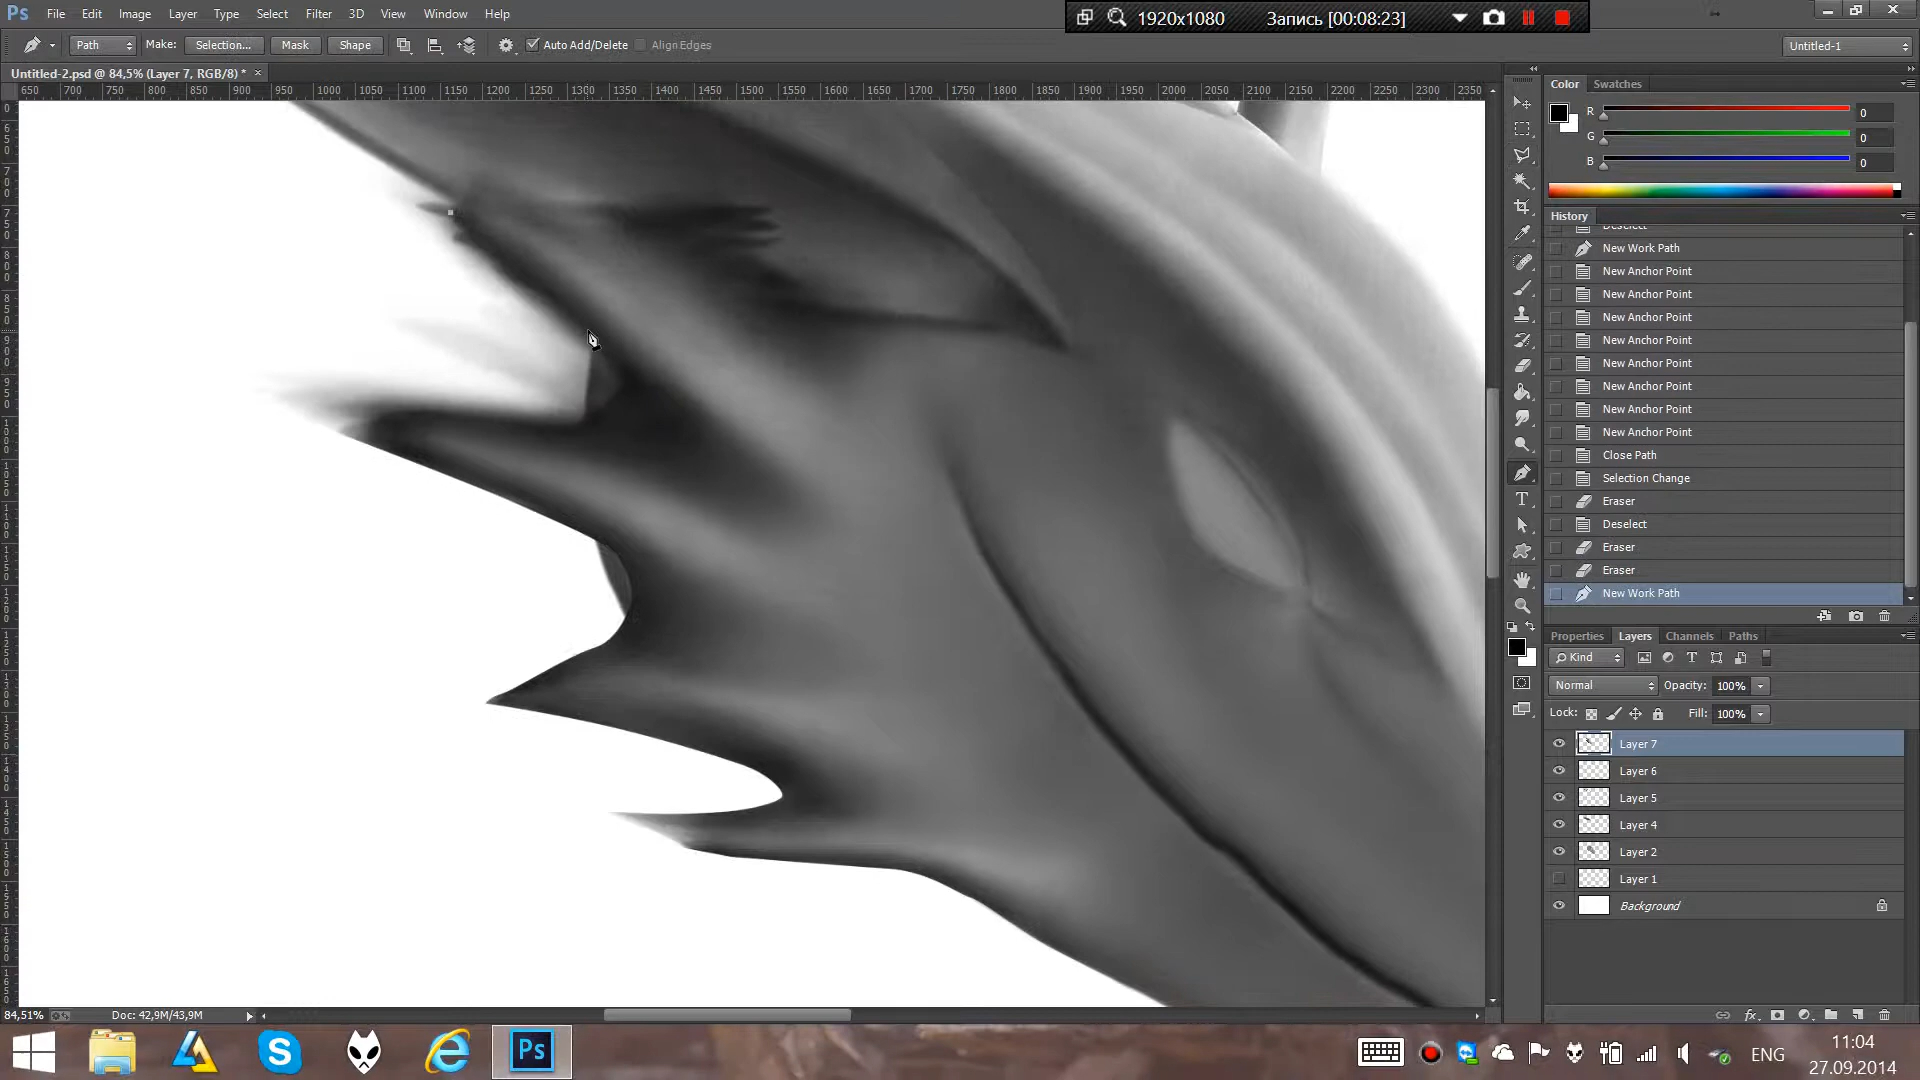 Ps File Edit Image Layer Type Select Filter 3D View Window Help
1920x1080 Запись [00:08:23]
Path Make: Selection... Mask Shape Auto Add/Delete Align Edges Untitled-1
Untitled-2.psd @ 84,5% (Layer 7, RGB/8) * ×
650 700 750 800 850 900 950 1000 1050 1100 1150 1200 1250 1300 1350 1400 1450 1500 1550 1600 1650 1700 1750 1800 1850 1900 1950 2000 2050 2100 2150 2200 2250 2300 2350
Color Swatches
R 0
G 0
B 0
History
Deselect
New Work Path
New Anchor Point
New Anchor Point
New Anchor Point
New Anchor Point
New Anchor Point
New Anchor Point
New Anchor Point
New Anchor Point
Close Path
Selection Change
Eraser
Deselect
Eraser
Eraser
New Work Path
Properties Layers Channels Paths
Kind
Normal Opacity: 100%
Lock: Fill: 100%
Layer 7
Layer 6
Layer 5
Layer 4
Layer 2
Layer 1
Background
84,51% Doc: 42,9M/43,9M
Ps
ENG
11:04
27.09.2014